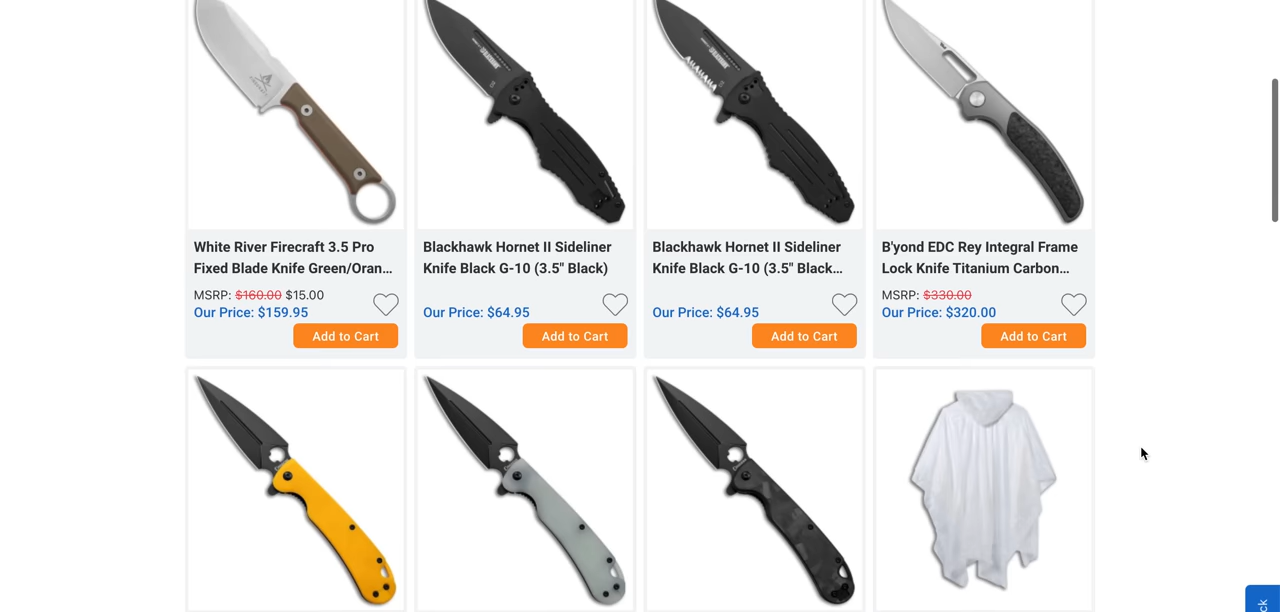 White River Firecraft 3.5 Pro
Fixed Blade Knife Green/Oran...
MSRP: $160.00 $15.00
Our Price: $159.95
Add to Cart
Blackhawk Hornet II Sideliner
Knife Black G-10 (3.5" Black)
Our Price: $64.95
Add to Cart
Blackhawk Hornet II Sideliner
Knife Black G-10 (3.5" Black...
Our Price: $64.95
Add to Cart
B'yond EDC Rey Integral Frame
Lock Knife Titanium Carbon...
MSRP: $330.00
Our Price: $320.00
Add to Cart